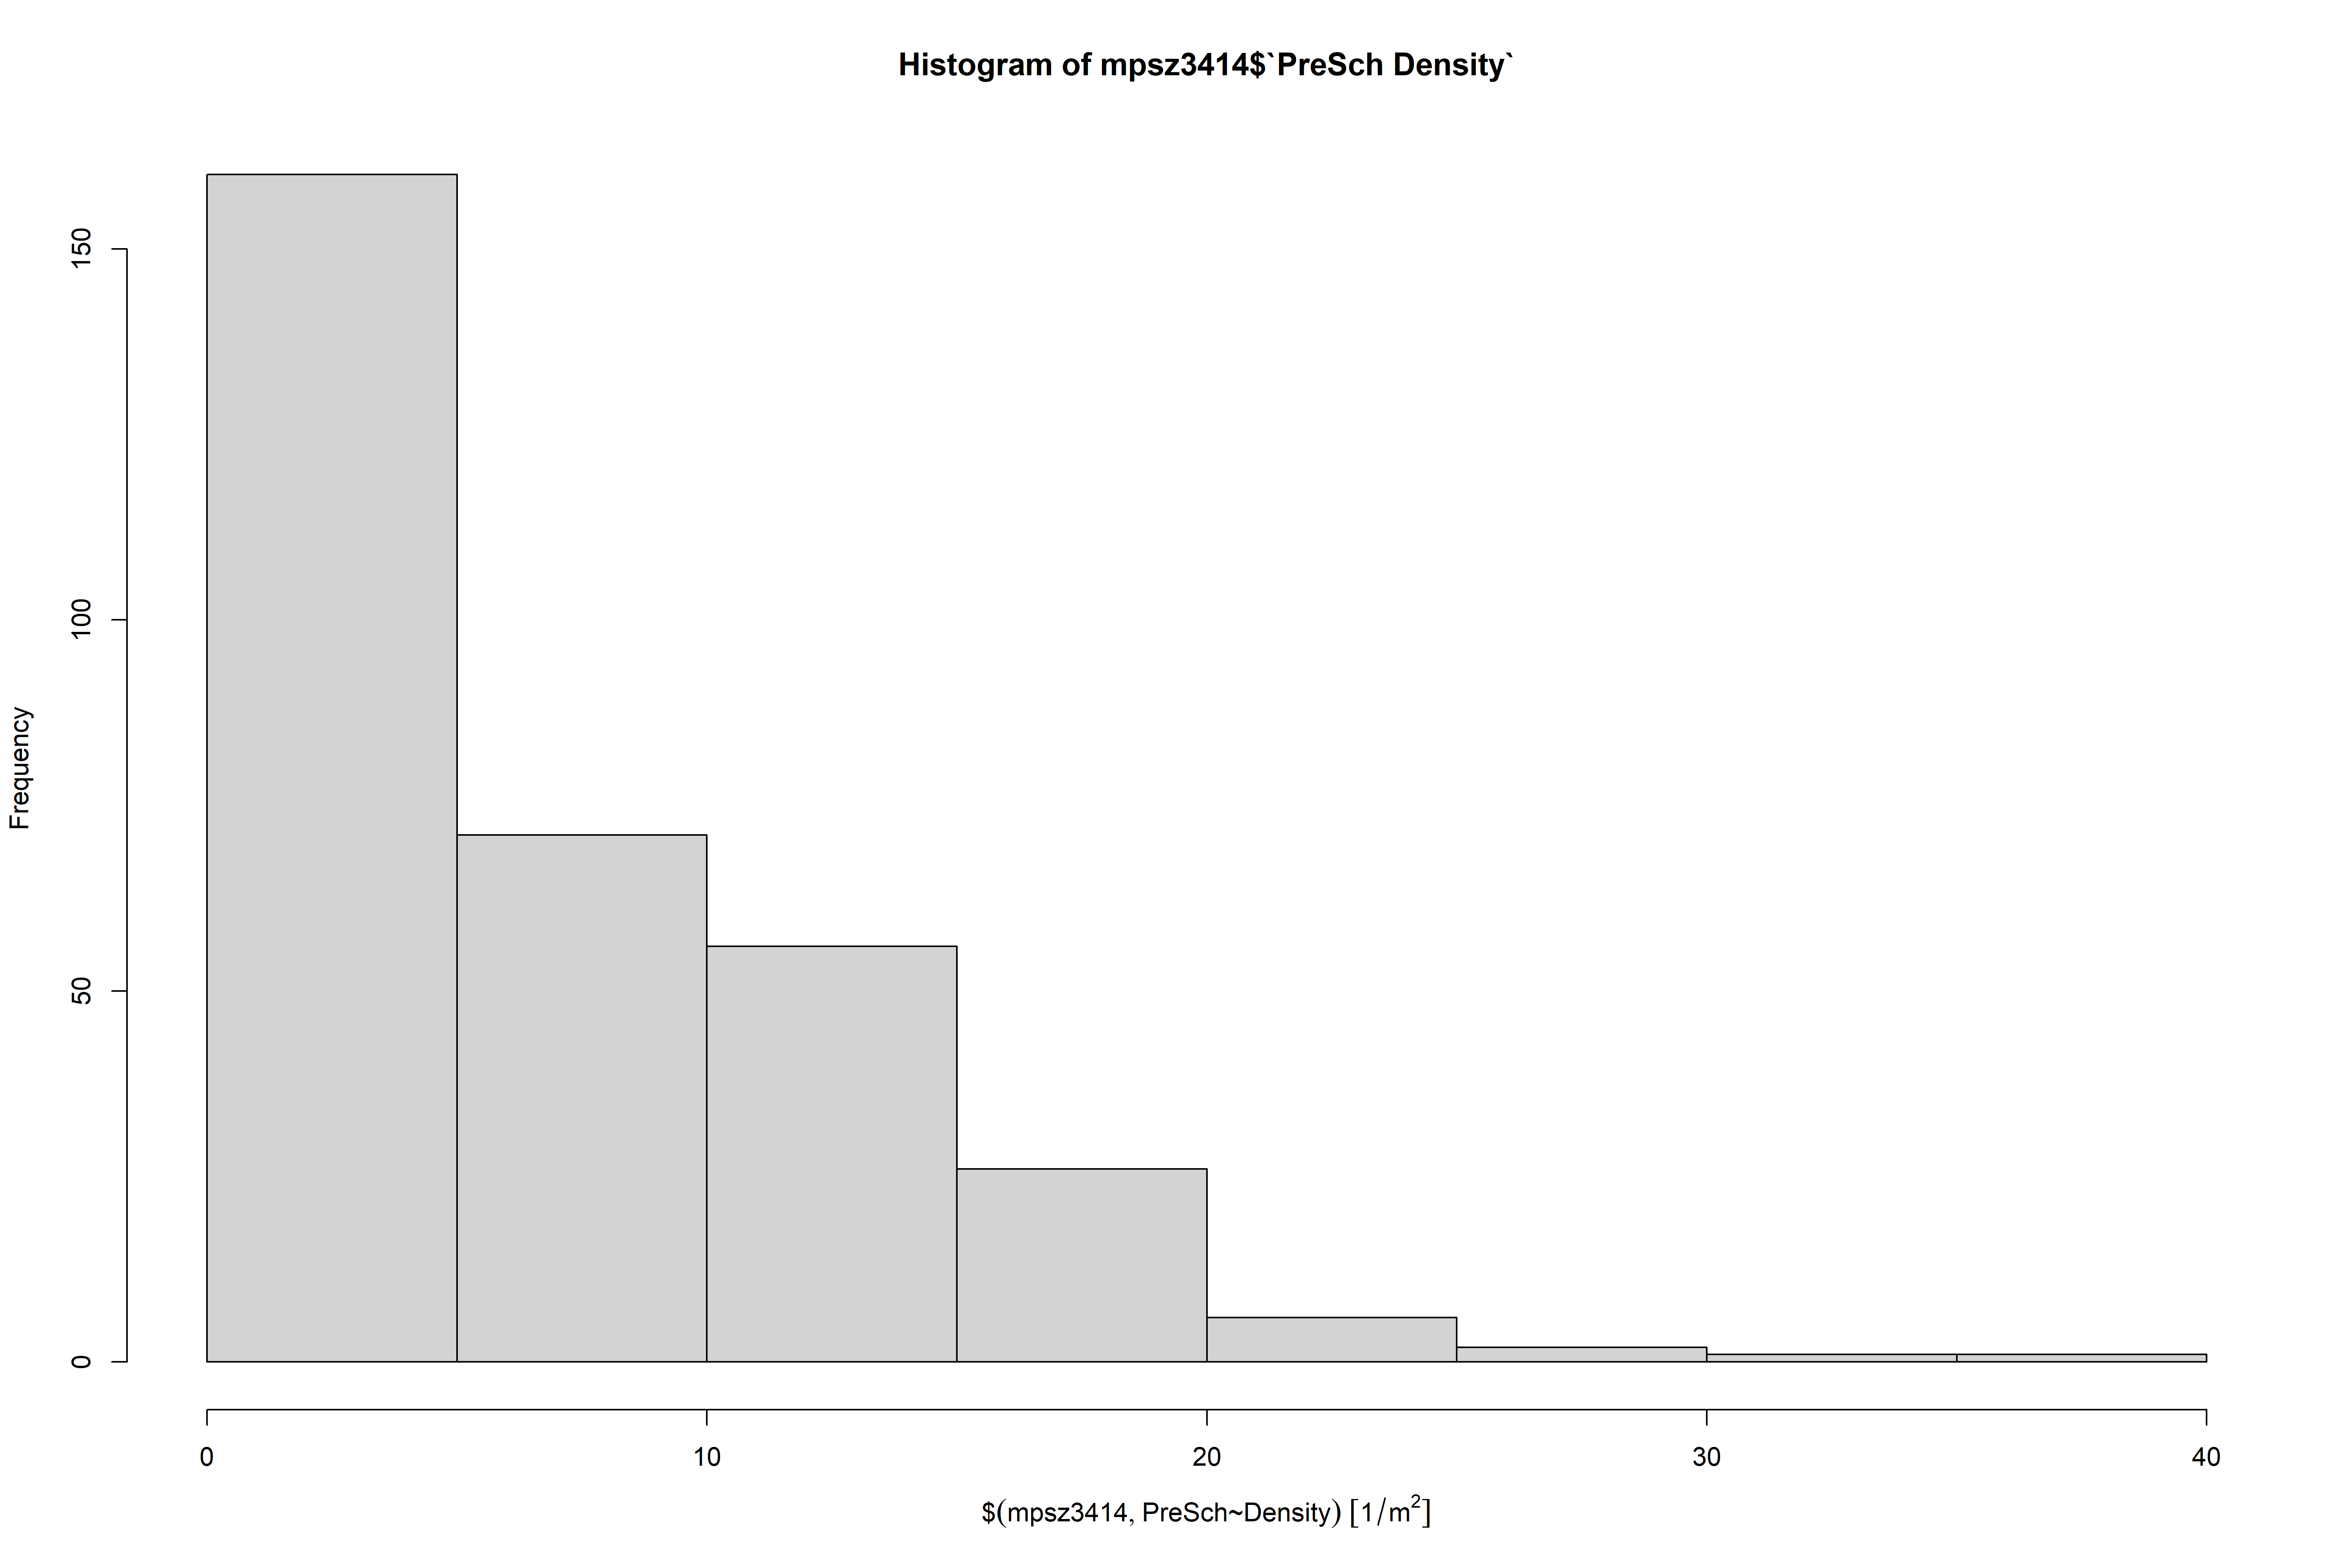 Histogram of mpsz3414$`PreSch Density`
150
100
50
0
Frequency
0 10 20 30 40
$(mpsz3414, PreSch~Density) [1/m²]